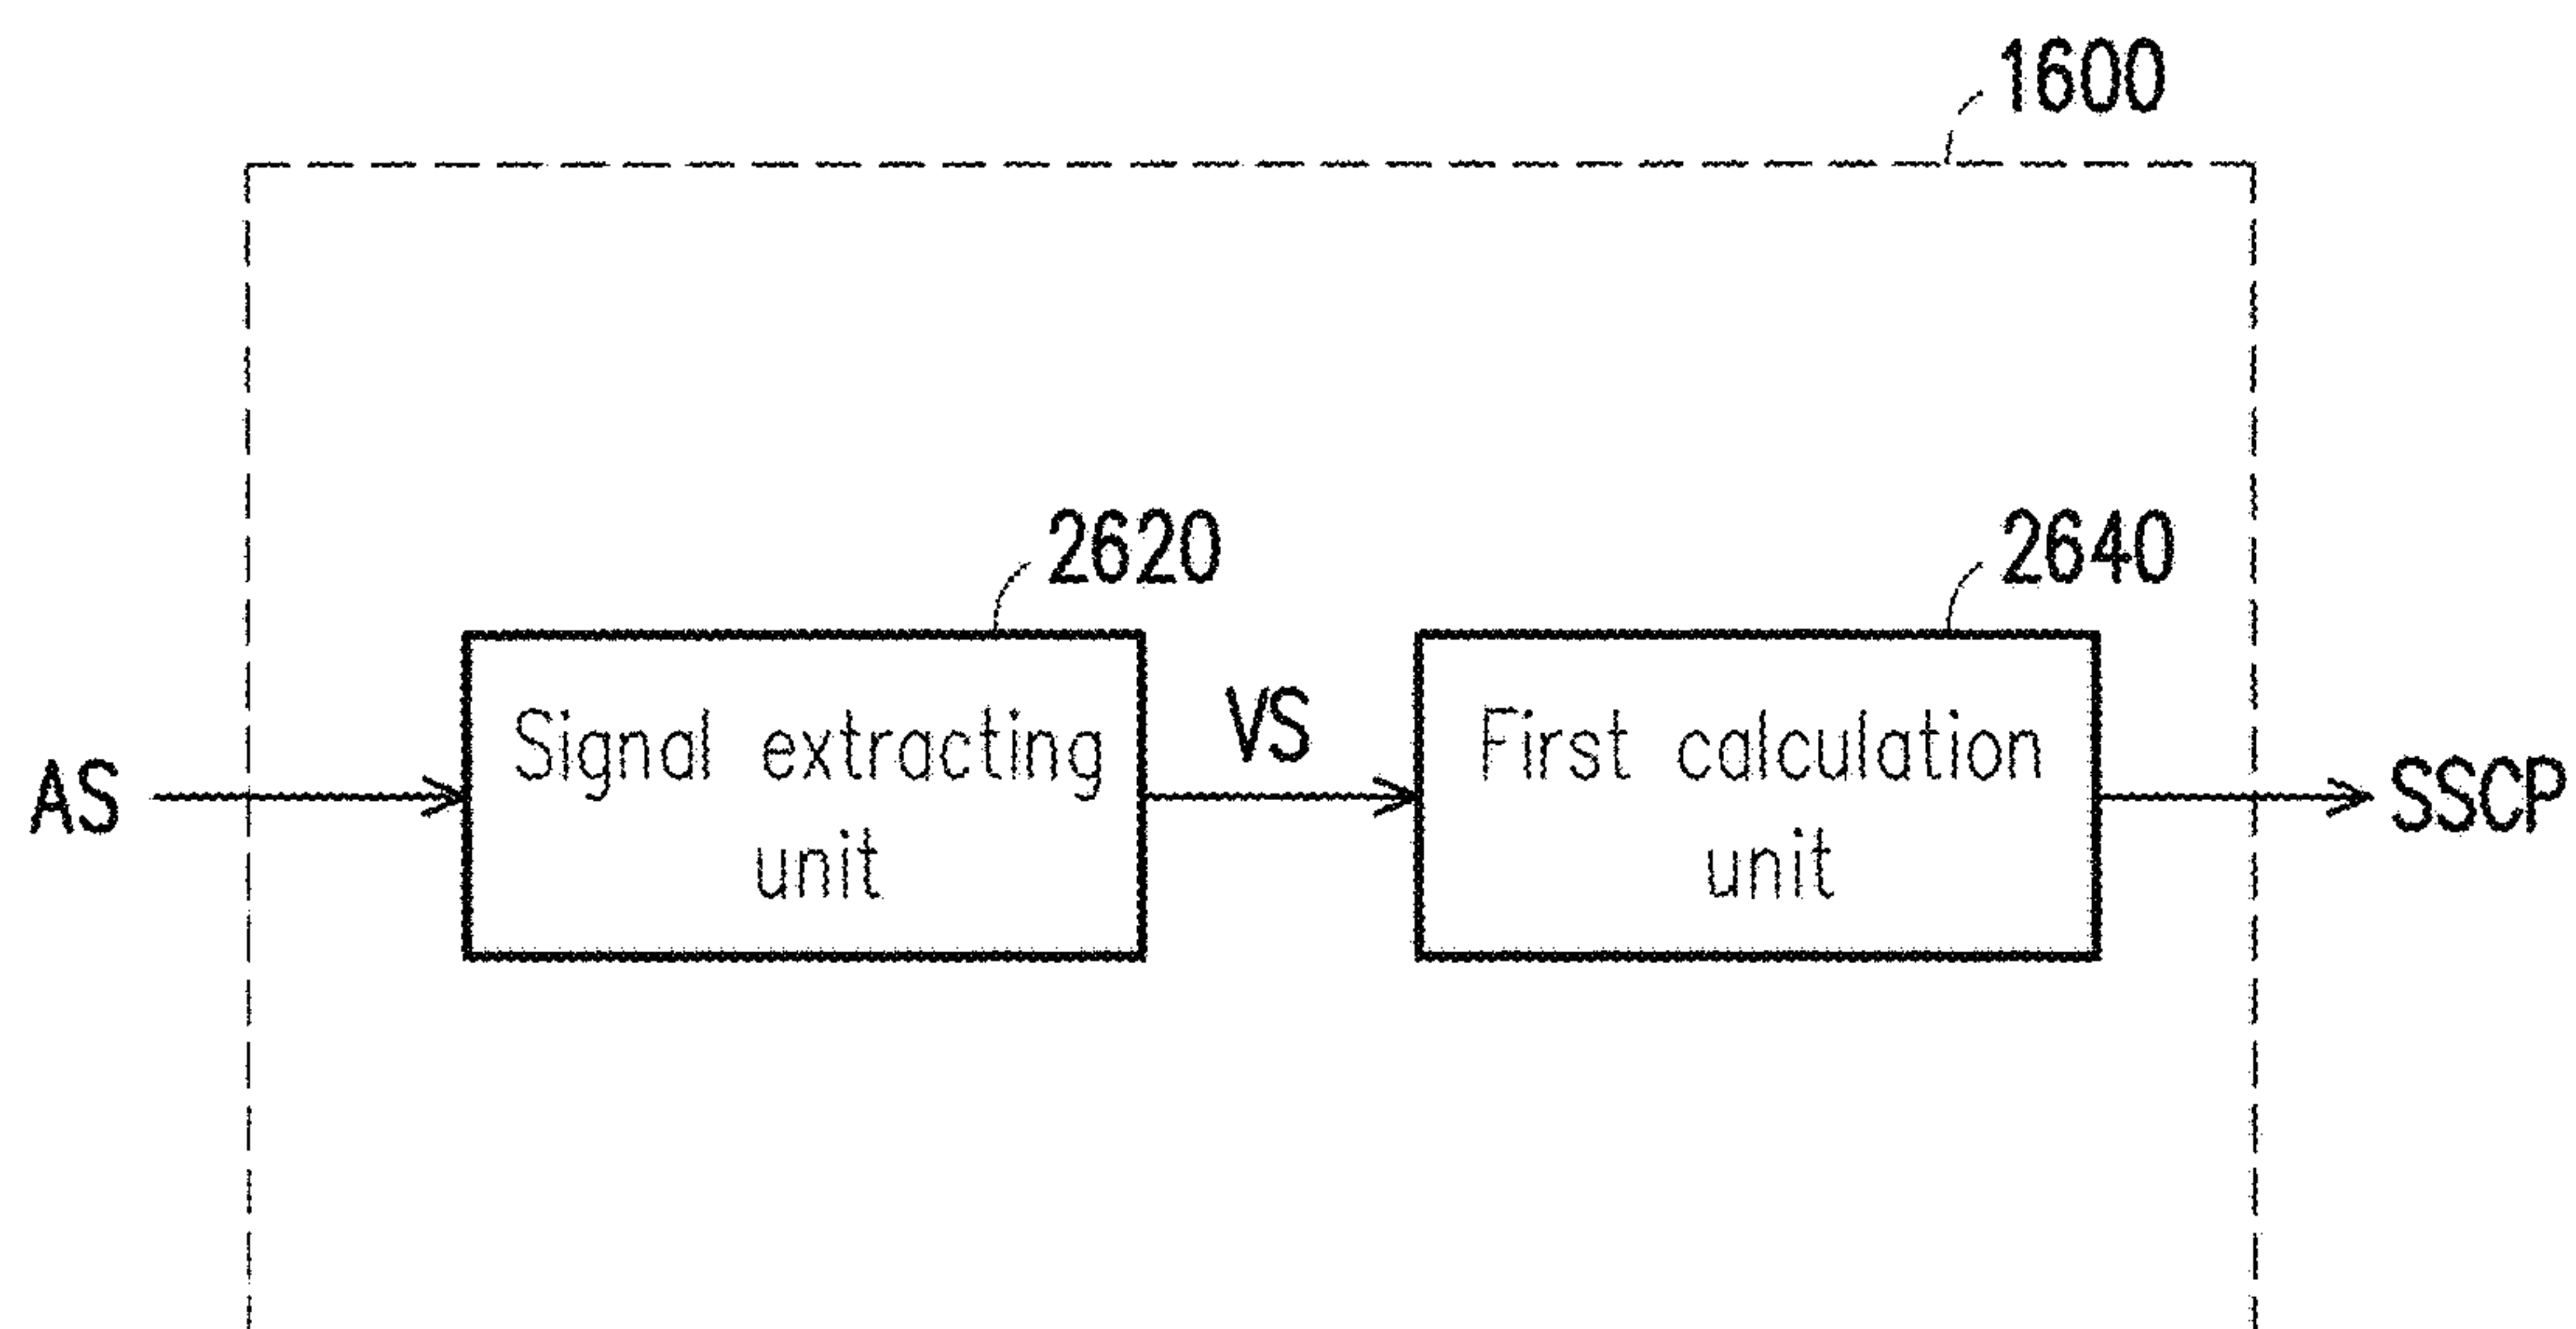 1600
2620
2640
AS
Signal extracting
unit
VS
First calculation
unit
SSCP